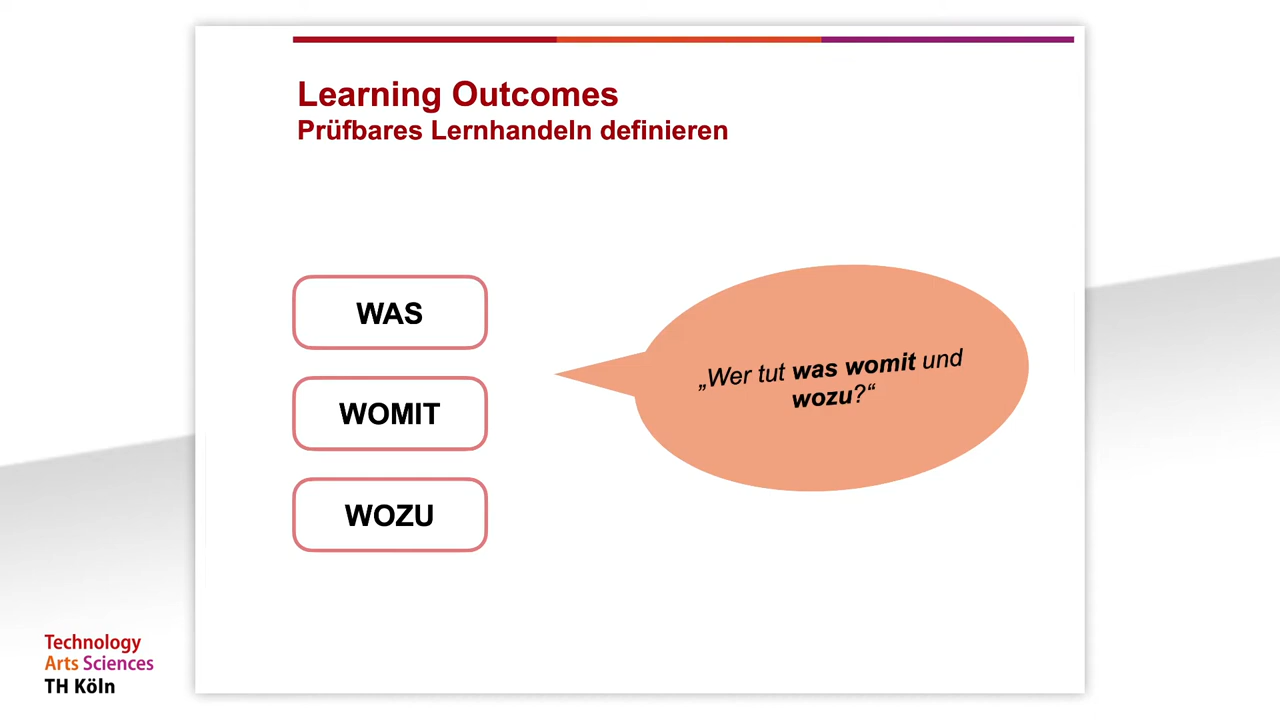 Learning Outcomes
Prüfbares Lernhandeln definieren
WAS
WOMIT
WOZU
„Wer tut was womit und
wozu?“
Technology
Arts Sciences
TH Köln